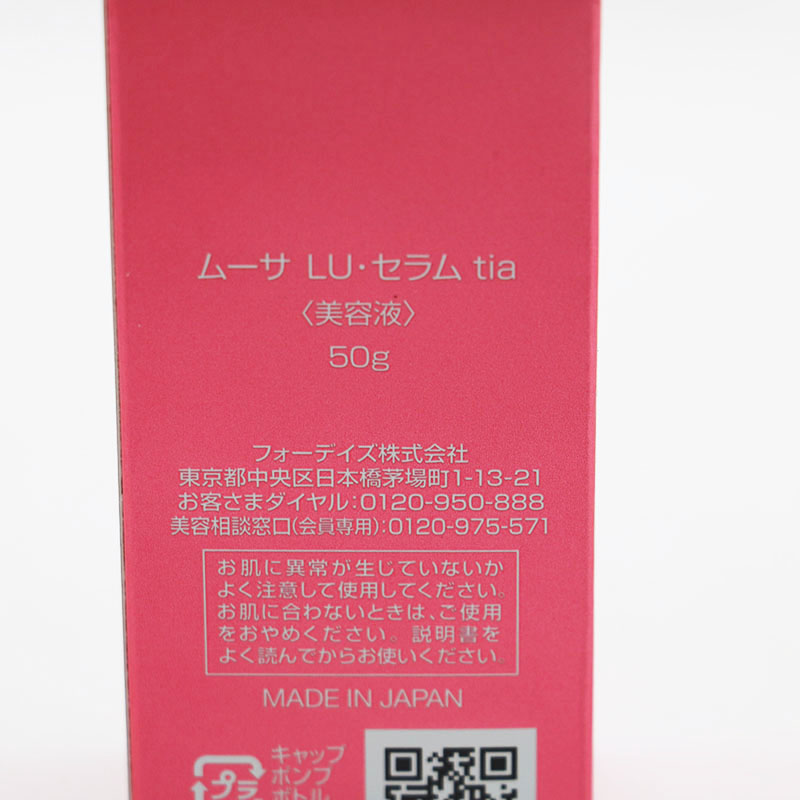 ムーサ LU・セラム tia
〈美容液〉
50g
フォーデイズ株式会社
東京都中央区日本橋茅場町1-13-21
お客さまダイヤル:0120-950-888
美容相談窓口(会員専用):0120-975-571
お肌に異常が生じていないか
よく注意して使用してください。
お肌に合わないときは、ご使用
をおやめください。説明書を
よく読んでからお使いください。
MADE IN JAPAN
プラ
キャップ
ポンプ
ボトル